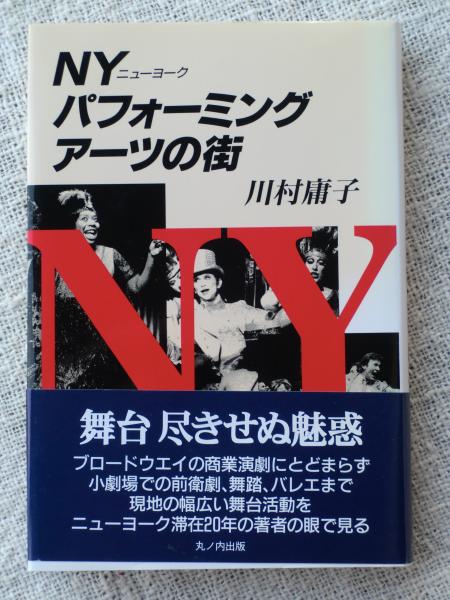 NYニューヨーク
パフォーミング
アーツの街
川村庸子
NY
舞台 尽きせぬ魅惑
ブロードウエイの商業演劇にとどまらず
小劇場での前衛劇、舞踏、バレエまで
現地の幅広い舞台活動を
ニューヨーク滞在20年の著者の眼で見る
丸ノ内出版